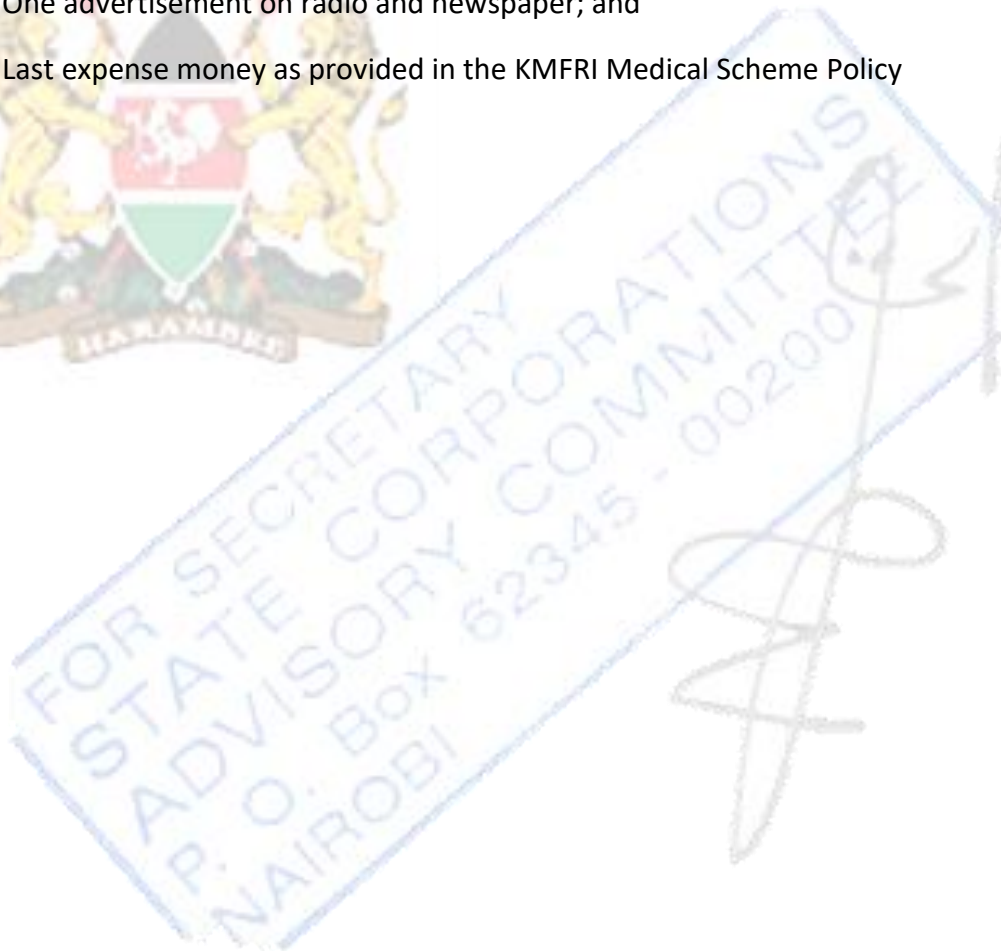 One advertisement on radio and newspaper; and
Last expense money as provided in the KMFRI Medical Scheme Policy
HARAMBEE
FOR SECRETARY
STATE CORPORATIONS
ADVISORY COMMITTEE
P. O. Box 62345 - 00200
NAIROBI